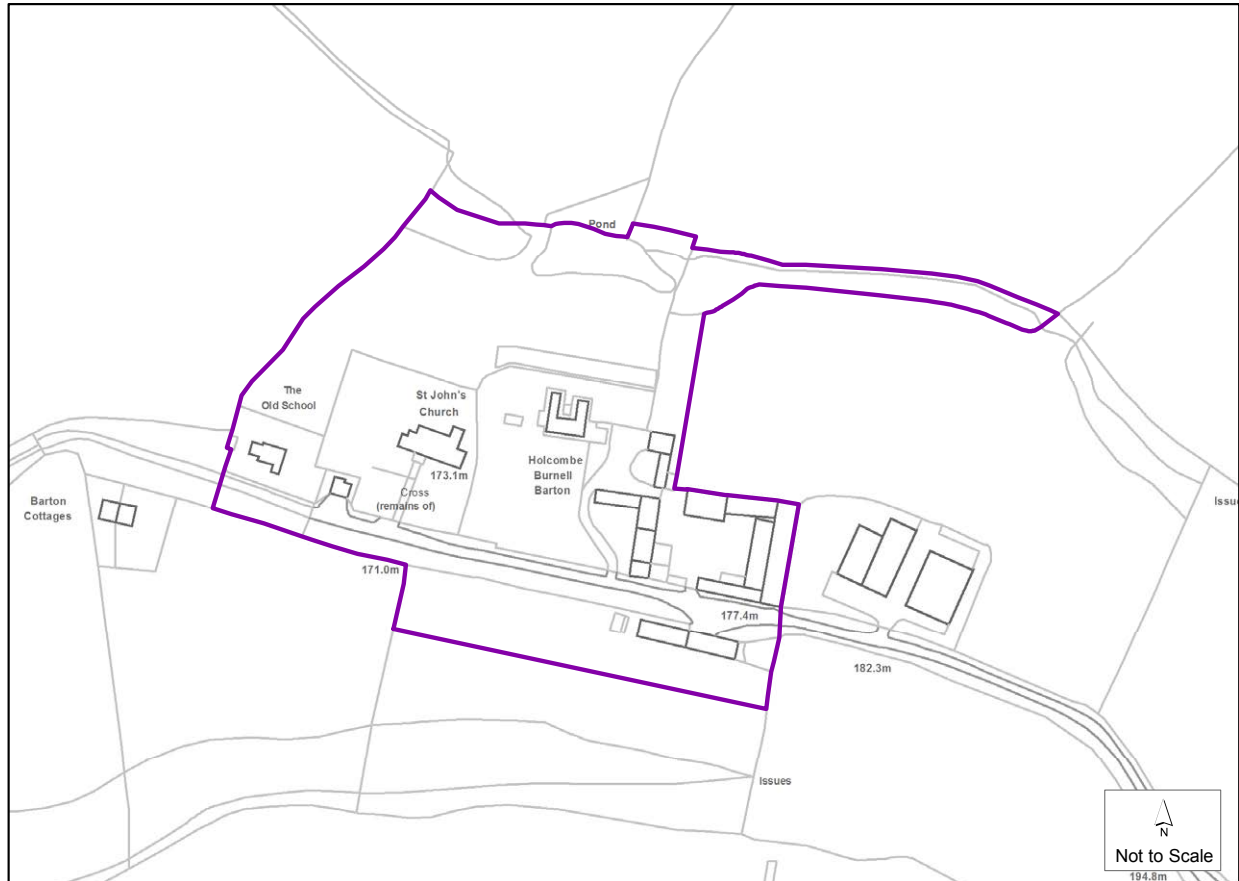 Pond
The
Old School
St John's
Church
173.1m
Cross
(remains of)
Holcombe
Burnell
Barton
Barton
Cottages
171.0m
177.4m
182.3m
Issues
N
Not to Scale
194.8m